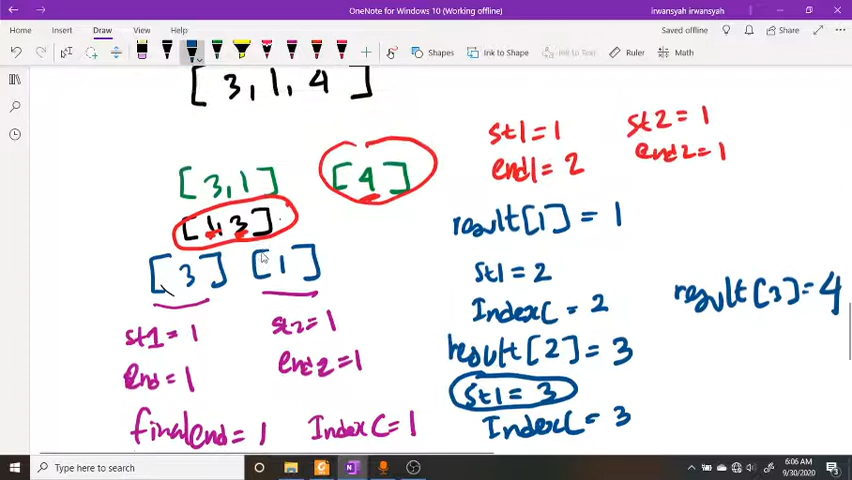 OneNote for Windows 10 (Working offline)
irwansyah irwansyah
Home Insert Draw View Help
Saved offline
Ink to Shape
Ink to Text
Ruler
Math
[3, 1, 4]
[3, 1] [4]
[1, 3]
[3] [1]
st1 = 1 st2 = 1
end = 1 end2 = 1
finalend = 1 IndexC = 1
st1 = 1 st2 = 1
end1 = 2 end2 = 1
result[1] = 1
st1 = 2
IndexC = 2
result[2] = 3
st1 = 3
IndexC = 3
result[3] = 4
Type here to search
6:06 AM
9/30/2020